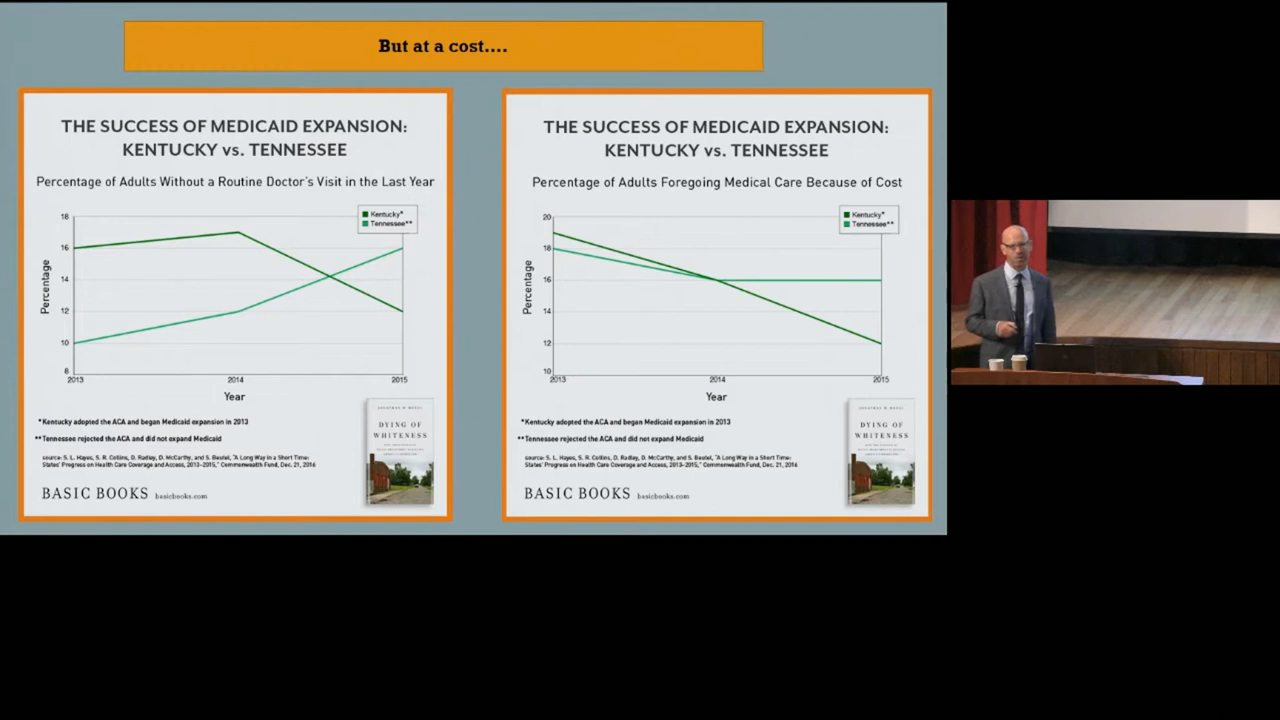 But at a cost....
THE SUCCESS OF MEDICAID EXPANSION:
KENTUCKY vs. TENNESSEE
Percentage of Adults Without a Routine Doctor's Visit in the Last Year
Kentucky*
Tennessee**
18
16
14
12
10
8
Percentage
2013
2014
2015
Year
*Kentucky adopted the ACA and began Medicaid expansion in 2013
**Tennessee rejected the ACA and did not expand Medicaid
source: S. L. Hayes, S. R. Collins, D. Radley, D. McCarthy, and S. Beutel, "A Long Way in a Short Time:
States' Progress on Health Care Coverage and Access, 2013–2015," Commonwealth Fund, Dec. 21, 2016
BASIC BOOKS basicbooks.com
DYING OF
WHITENESS
THE SUCCESS OF MEDICAID EXPANSION:
KENTUCKY vs. TENNESSEE
Percentage of Adults Foregoing Medical Care Because of Cost
Kentucky*
Tennessee**
20
18
16
14
12
10
Percentage
2013
2014
2015
Year
*Kentucky adopted the ACA and began Medicaid expansion in 2013
**Tennessee rejected the ACA and did not expand Medicaid
source: S. L. Hayes, S. R. Collins, D. Radley, D. McCarthy, and S. Beutel, "A Long Way in a Short Time:
States' Progress on Health Care Coverage and Access, 2013–2015," Commonwealth Fund, Dec. 21, 2016
BASIC BOOKS basicbooks.com
DYING OF
WHITENESS